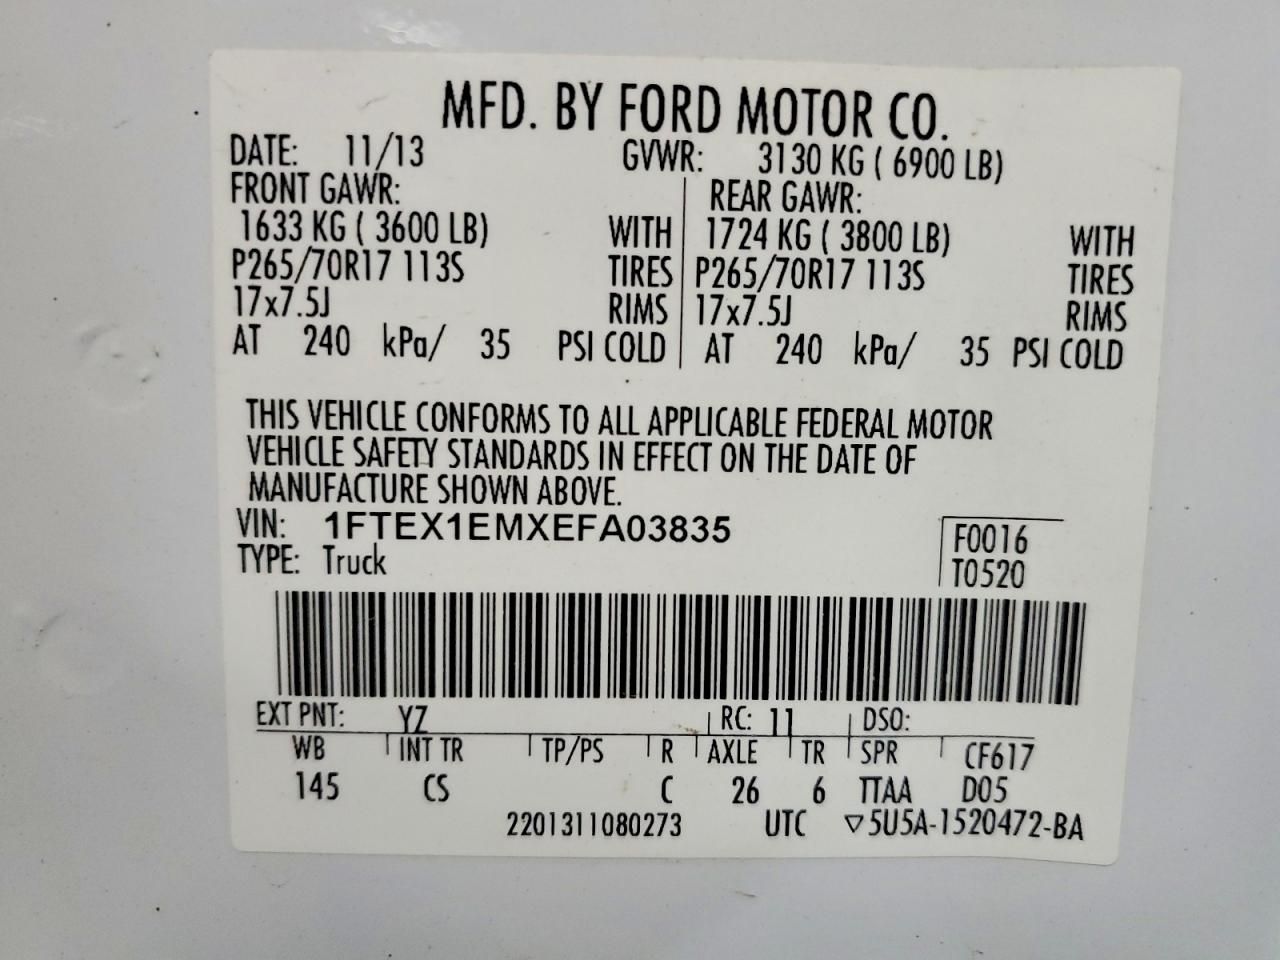 MFD. BY FORD MOTOR CO.
DATE: 11/13 GVWR: 3130 KG ( 6900 LB)
FRONT GAWR: REAR GAWR:
1633 KG ( 3600 LB) WITH 1724 KG ( 3800 LB) WITH
P265/70R17 113S TIRES P265/70R17 113S TIRES
17x7.5J RIMS 17x7.5J RIMS
AT 240 kPa/ 35 PSI COLD AT 240 kPa/ 35 PSI COLD
THIS VEHICLE CONFORMS TO ALL APPLICABLE FEDERAL MOTOR
VEHICLE SAFETY STANDARDS IN EFFECT ON THE DATE OF
MANUFACTURE SHOWN ABOVE.
VIN: 1FTEX1EMXEFA03835 F0016
TYPE: Truck T0520
EXT PNT: YZ RC: 11 DSO:
WB INT TR TP/PS R AXLE TR SPR CF617
145 CS C 26 6 TTAA D05
2201311080273 UTC ▽5U5A-1520472-BA